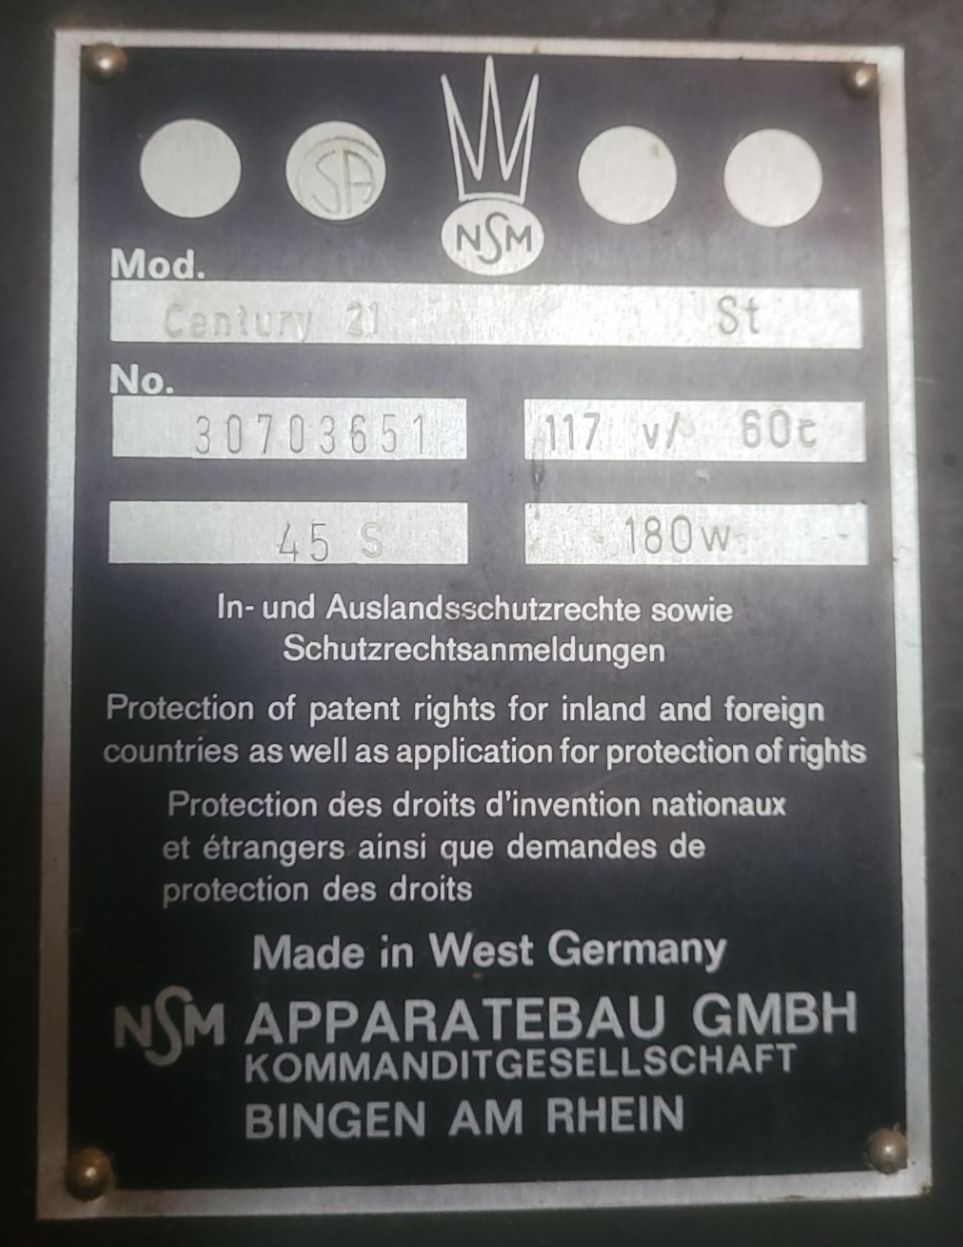 SA
NSM
Mod.
Century 21 St
No.
30703651 117 v/ 60c
45 S 180w
In- und Auslandsschutzrechte sowie
Schutzrechtsanmeldungen
Protection of patent rights for inland and foreign
countries as well as application for protection of rights
Protection des droits d'invention nationaux
et étrangers ainsi que demandes de
protection des droits
Made in West Germany
NSM APPARATEBAU GMBH
KOMMANDITGESELLSCHAFT
BINGEN AM RHEIN